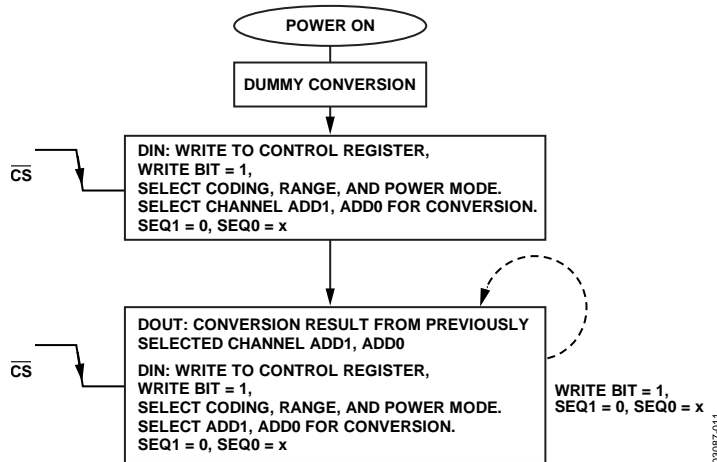 POWER ON
DUMMY CONVERSION
CS
DIN: WRITE TO CONTROL REGISTER,
WRITE BIT = 1,
SELECT CODING, RANGE, AND POWER MODE.
SELECT CHANNEL ADD1, ADD0 FOR CONVERSION.
SEQ1 = 0, SEQ0 = x
CS
DOUT: CONVERSION RESULT FROM PREVIOUSLY
SELECTED CHANNEL ADD1, ADD0
DIN: WRITE TO CONTROL REGISTER,
WRITE BIT = 1,
SELECT CODING, RANGE, AND POWER MODE.
SELECT ADD1, ADD0 FOR CONVERSION.
SEQ1 = 0, SEQ0 = x
WRITE BIT = 1,
SEQ1 = 0, SEQ0 = x
03087-011